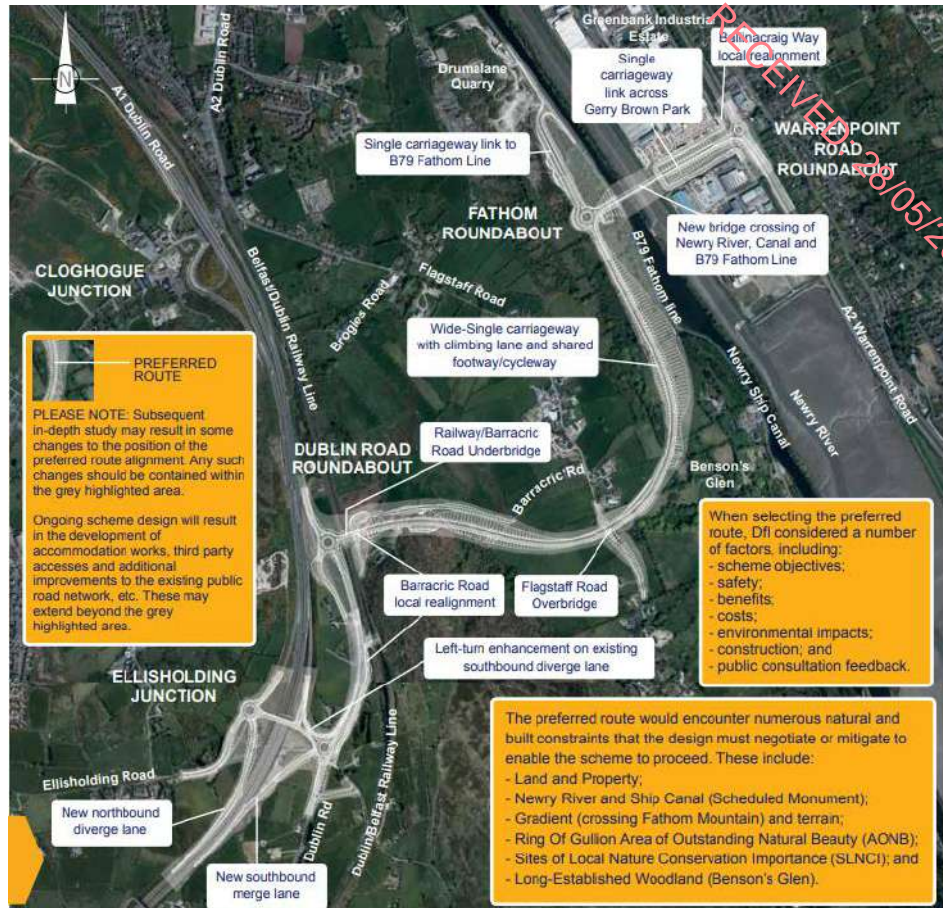 Greenbank Industrial
Estate
Ballinacraig Way
local realignment
Single
carriageway
link across
Gerry Brown Park
RECEIVED: 28/05/2
N
A1 Dublin Road
A2 Dublin Road
Drumalane
Quarry
WARRENPOINT
ROAD
ROUNDABOUT
Single carriageway link to
B79 Fathom Line
FATHOM
ROUNDABOUT
New bridge crossing of
Newry River, Canal and
B79 Fathom Line
B79 Fathom line
CLOGHOGUE
JUNCTION
Belfast/Dublin Railway Line
Brogies Road
Flagstaff Road
Wide-Single carriageway
with climbing lane and shared
footway/cycleway
Newry Ship Canal
Newry River
A2 Warrenpoint Road
PREFERRED
ROUTE
PLEASE NOTE: Subsequent
in-depth study may result in some
changes to the position of the
preferred route alignment. Any such
changes should be contained within
the grey highlighted area.
Ongoing scheme design will result
in the development of
accommodation works, third party
accesses and additional
improvements to the existing public
road network, etc. These may
extend beyond the grey
highlighted area.
DUBLIN ROAD
ROUNDABOUT
Railway/Barracric
Road Underbridge
Barracric Rd
Benson's
Glen
When selecting the preferred
route, DfI considered a number
of factors, including:
- scheme objectives;
- safety;
- benefits;
- costs;
- environmental impacts;
- construction; and
- public consultation feedback.
Barracric Road
local realignment
Flagstaff Road
Overbridge
Left-turn enhancement on existing
southbound diverge lane
ELLISHOLDING
JUNCTION
Ellisholding Road
New northbound
diverge lane
New southbound
merge lane
Dublin Rd
Dublin/Belfast Railway Line
The preferred route would encounter numerous natural and
built constraints that the design must negotiate or mitigate to
enable the scheme to proceed. These include:
- Land and Property;
- Newry River and Ship Canal (Scheduled Monument);
- Gradient (crossing Fathom Mountain) and terrain;
- Ring Of Gullion Area of Outstanding Natural Beauty (AONB);
- Sites of Local Nature Conservation Importance (SLNCI); and
- Long-Established Woodland (Benson's Glen).